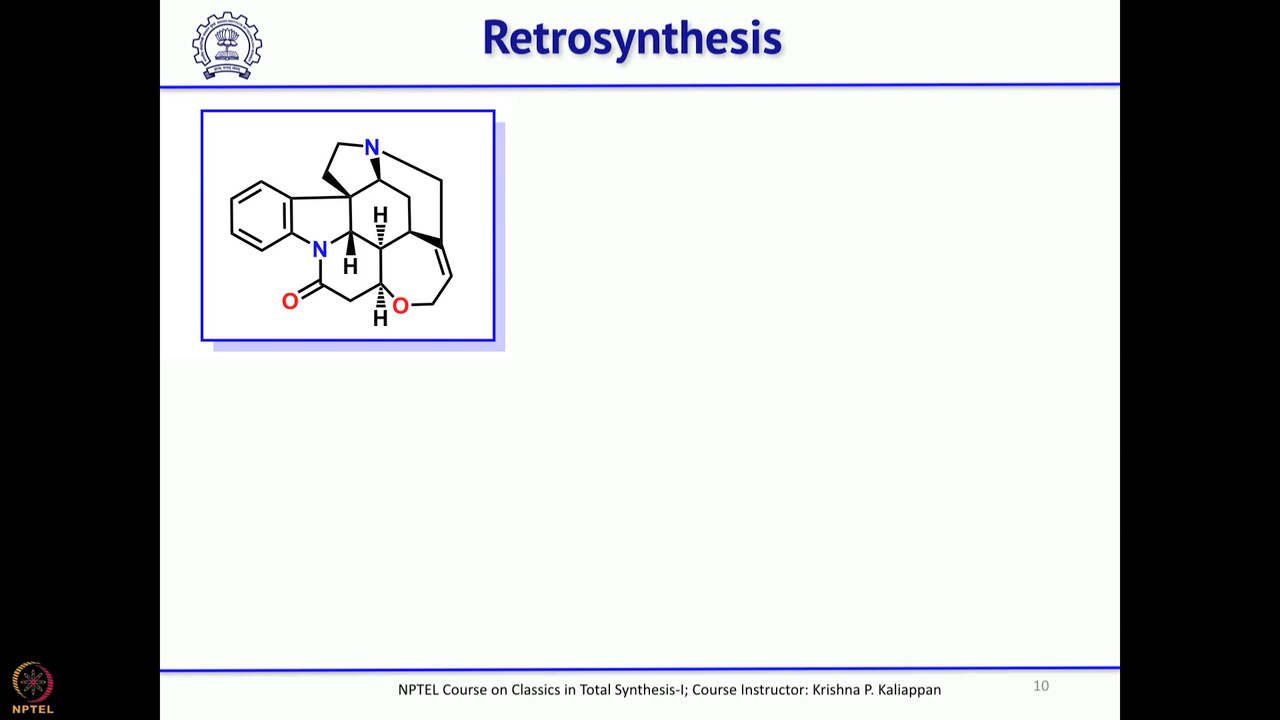 Retrosynthesis
N
H
N
H
O
O
H
NPTEL Course on Classics in Total Synthesis-I; Course Instructor: Krishna P. Kaliappan
10
NPTEL